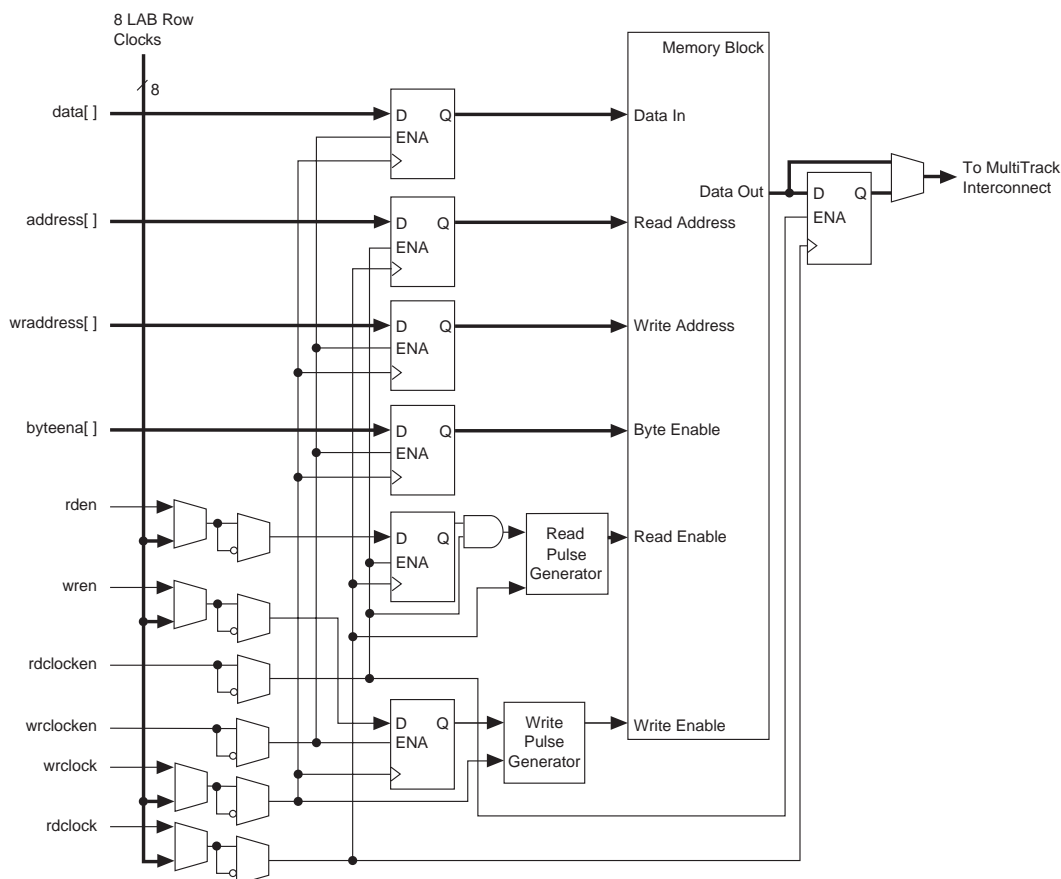 8 LAB Row
Clocks
8
Memory Block
data[ ]
D Q
ENA
Data In
To MultiTrack
Interconnect
Data Out
D Q
ENA
address[ ]
D Q
ENA
Read Address
wraddress[ ]
D Q
ENA
Write Address
byteena[ ]
D Q
ENA
Byte Enable
rden
D Q
ENA
Read
Pulse
Generator
Read Enable
wren
rdclocken
wrclocken
D Q
ENA
Write
Pulse
Generator
Write Enable
wrclock
rdclock